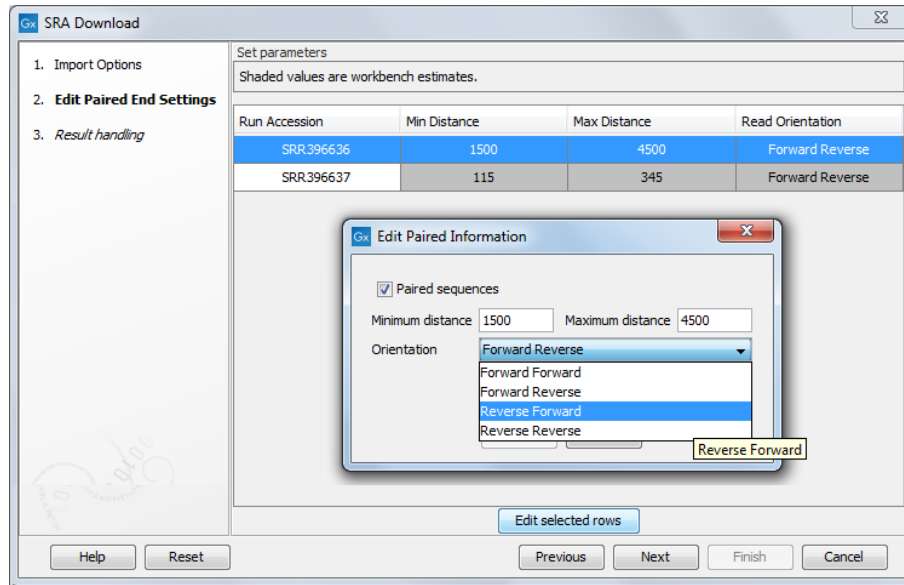 Gx SRA Download
1. Import Options
2. Edit Paired End Settings
3. Result handling
Set parameters
Shaded values are workbench estimates.
Run Accession Min Distance Max Distance Read Orientation
SRR396636 1500 4500 Forward Reverse
SRR396637 115 345 Forward Reverse
Gx Edit Paired Information
Paired sequences
Minimum distance 1500 Maximum distance 4500
Orientation Forward Reverse
Forward Forward
Forward Reverse
Reverse Forward
Reverse Reverse
Reverse Forward
Edit selected rows
Help Reset Previous Next Finish Cancel